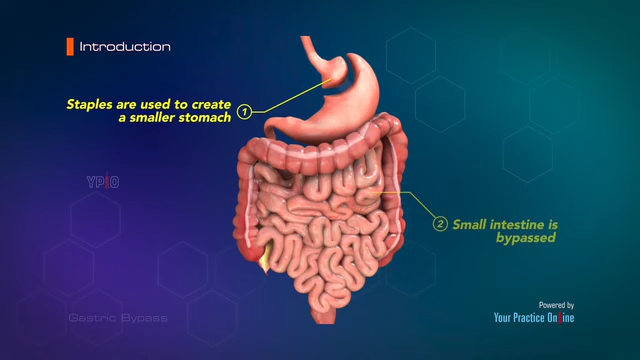 Introduction
Staples are used to create
a smaller stomach
1
2
Small intestine is
bypassed
YPO
Gastric Bypass
Powered by
Your Practice Online